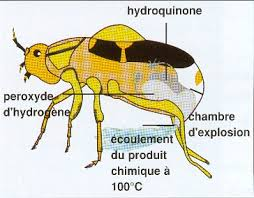 hydroquinone
peroxyde
d'hydrogène
chambre
d'explosion
écoulement
du produit
chimique à
100°C